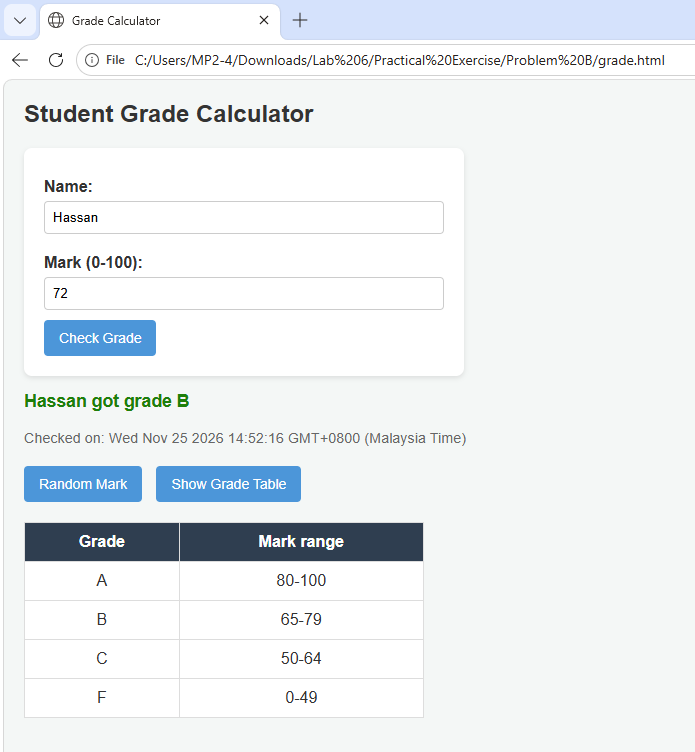 Grade Calculator
File C:/Users/MP2-4/Downloads/Lab%206/Practical%20Exercise/Problem%20B/grade.html
Student Grade Calculator
Name:
Hassan
Mark (0-100):
72
Check Grade
Hassan got grade B
Checked on: Wed Nov 25 2026 14:52:16 GMT+0800 (Malaysia Time)
Random Mark Show Grade Table
Grade Mark range
A 80-100
B 65-79
C 50-64
F 0-49